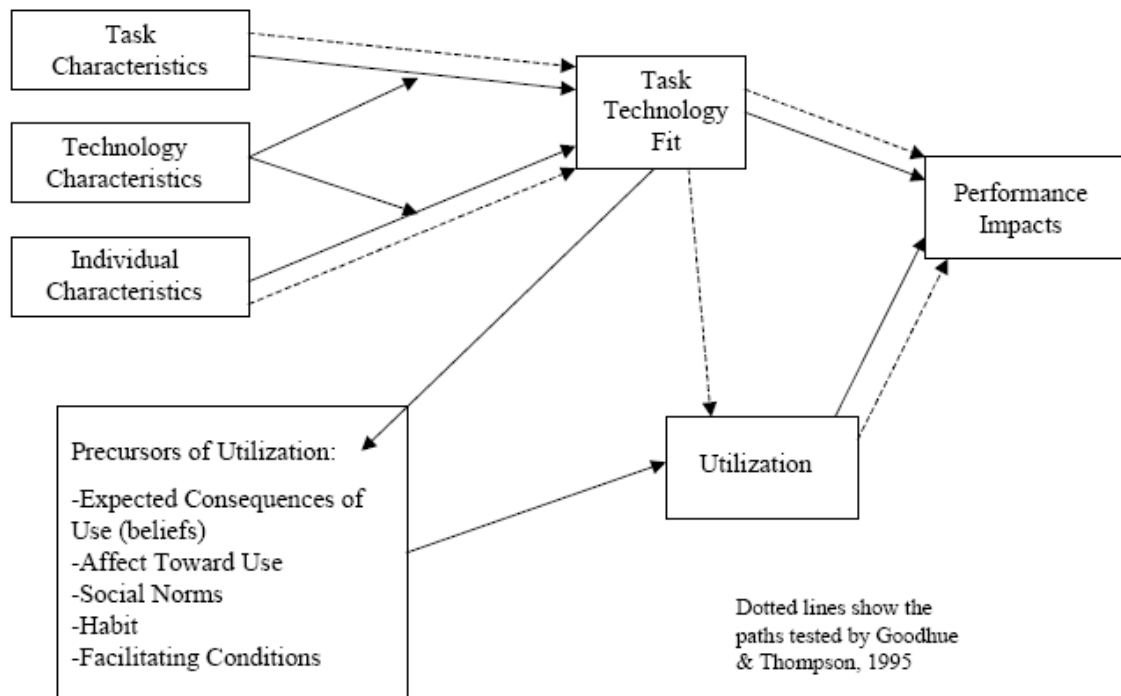 Task
Characteristics
Technology
Characteristics
Individual
Characteristics
Task
Technology
Fit
Performance
Impacts
Precursors of Utilization:
-Expected Consequences of
Use (beliefs)
-Affect Toward Use
-Social Norms
-Habit
-Facilitating Conditions
Utilization
Dotted lines show the
paths tested by Goodhue
& Thompson, 1995